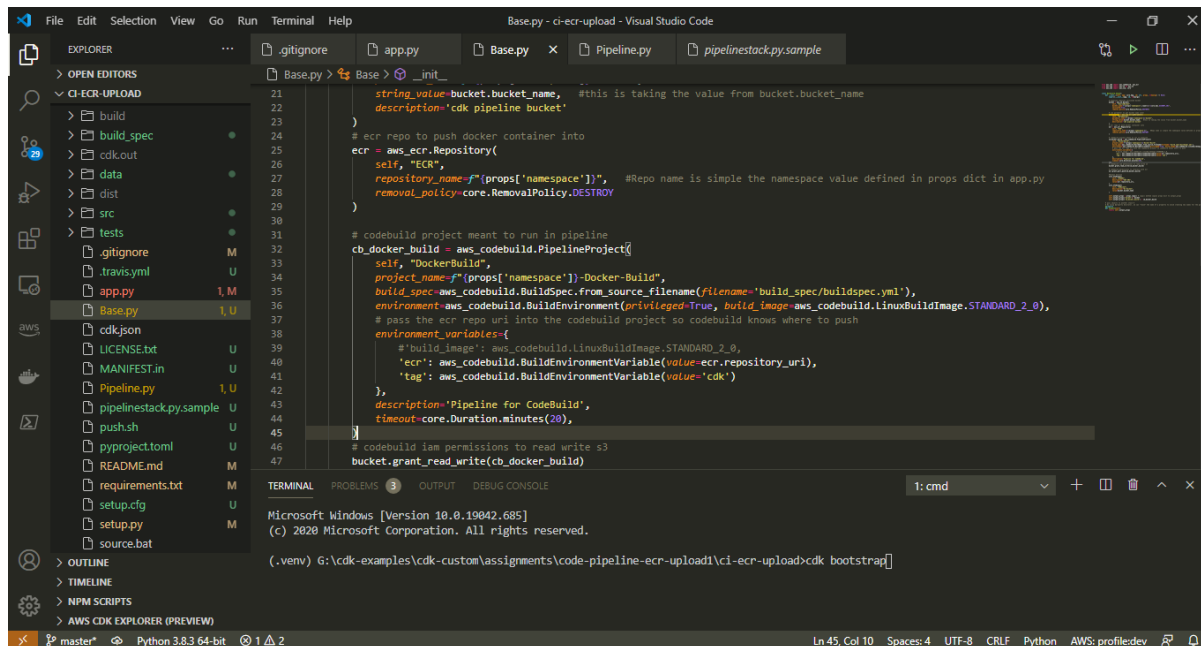 File Edit Selection View Go Run Terminal Help
Base.py - ci-ecr-upload - Visual Studio Code
EXPLORER
OPEN EDITORS
CI-ECR-UPLOAD
build
build_spec
cdk.out
data
dist
src
tests
.gitignore M
.travis.yml U
app.py 1, M
Base.py 1, U
cdk.json
LICENSE.txt U
MANIFEST.in U
Pipeline.py 1, U
pipelinestack.py.sample U
push.sh U
pyproject.toml U
README.md M
requirements.txt M
setup.cfg U
setup.py M
source.bat
OUTLINE
TIMELINE
NPM SCRIPTS
AWS CDK EXPLORER (PREVIEW)
29
aws
.gitignore app.py Base.py Pipeline.py pipelinestack.py.sample
Base.py > Base > __init__
21 string_value=bucket.bucket_name, #this is taking the value from bucket.bucket_name
22 description='cdk pipeline bucket'
23 )
24 # ecr repo to push docker container into
25 ecr = aws_ecr.Repository(
26 self, "ECR",
27 repository_name=f"{props['namespace']}", #Repo name is simple the namespace value defined in props dict in app.py
28 removal_policy=core.RemovalPolicy.DESTROY
29 )
30
31 # codebuild project meant to run in pipeline
32 cb_docker_build = aws_codebuild.PipelineProject(
33 self, "DockerBuild",
34 project_name=f"{props['namespace']}-Docker-Build",
35 build_spec=aws_codebuild.BuildSpec.from_source_filename(filename='build_spec/buildspec.yml'),
36 environment=aws_codebuild.BuildEnvironment(privileged=True, build_image=aws_codebuild.LinuxBuildImage.STANDARD_2_0),
37 # pass the ecr repo uri into the codebuild project so codebuild knows where to push
38 environment_variables={
39 #'build_image': aws_codebuild.LinuxBuildImage.STANDARD_2_0,
40 'ecr': aws_codebuild.BuildEnvironmentVariable(value=ecr.repository_uri),
41 'tag': aws_codebuild.BuildEnvironmentVariable(value='cdk')
42 },
43 description='Pipeline for CodeBuild',
44 timeout=core.Duration.minutes(20),
45 )
46 # codebuild iam permissions to read write s3
47 bucket.grant_read_write(cb_docker_build)
TERMINAL PROBLEMS 3 OUTPUT DEBUG CONSOLE
1: cmd
Microsoft Windows [Version 10.0.19042.685]
(c) 2020 Microsoft Corporation. All rights reserved.
(.venv) G:\cdk-examples\cdk-custom\assignments\code-pipeline-ecr-upload1\ci-ecr-upload>cdk bootstrap
master* Python 3.8.3 64-bit 1 2
Ln 45, Col 10 Spaces: 4 UTF-8 CRLF Python AWS: profile:dev